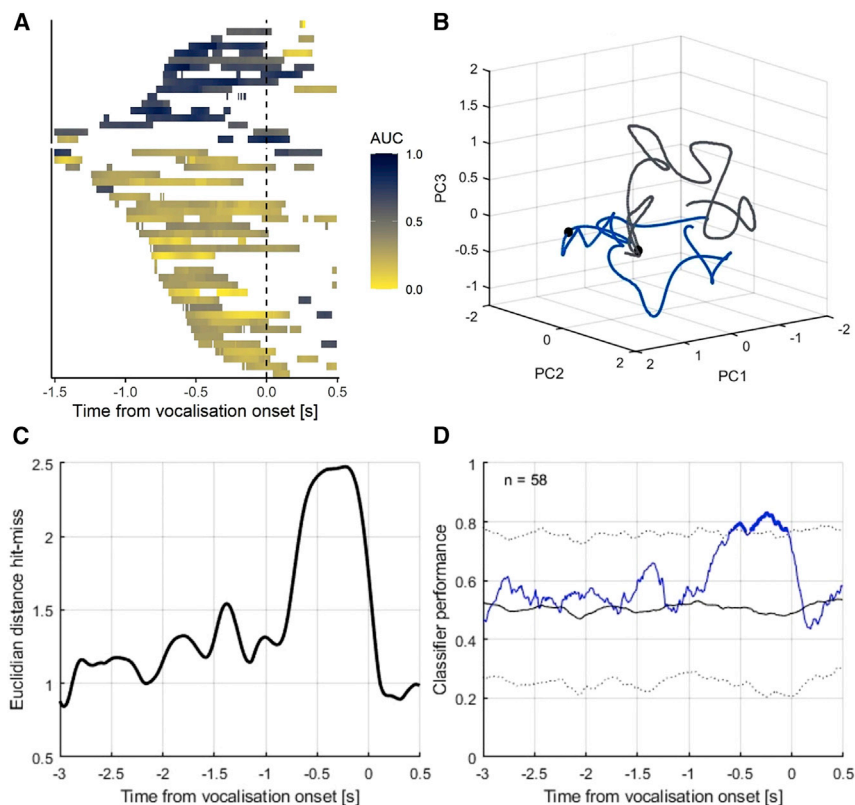 A
AUC
1.0
0.5
0.0
-1.5 -1.0 -0.5 0.0 0.5
Time from vocalisation onset [s]
B
2
1.5
1
0.5
0
-0.5
-1
PC3
-2
0
2
PC2
2
1
0
-1
-2
PC1
C
2.5
2
1.5
1
0.5
Euclidian distance hit-miss
-3 -2.5 -2 -1.5 -1 -0.5 0 0.5
Time from vocalisation onset [s]
D
n = 58
1
0.8
0.6
0.4
0.2
0
Classifier performance
-3 -2.5 -2 -1.5 -1 -0.5 0 0.5
Time from vocalisation onset [s]